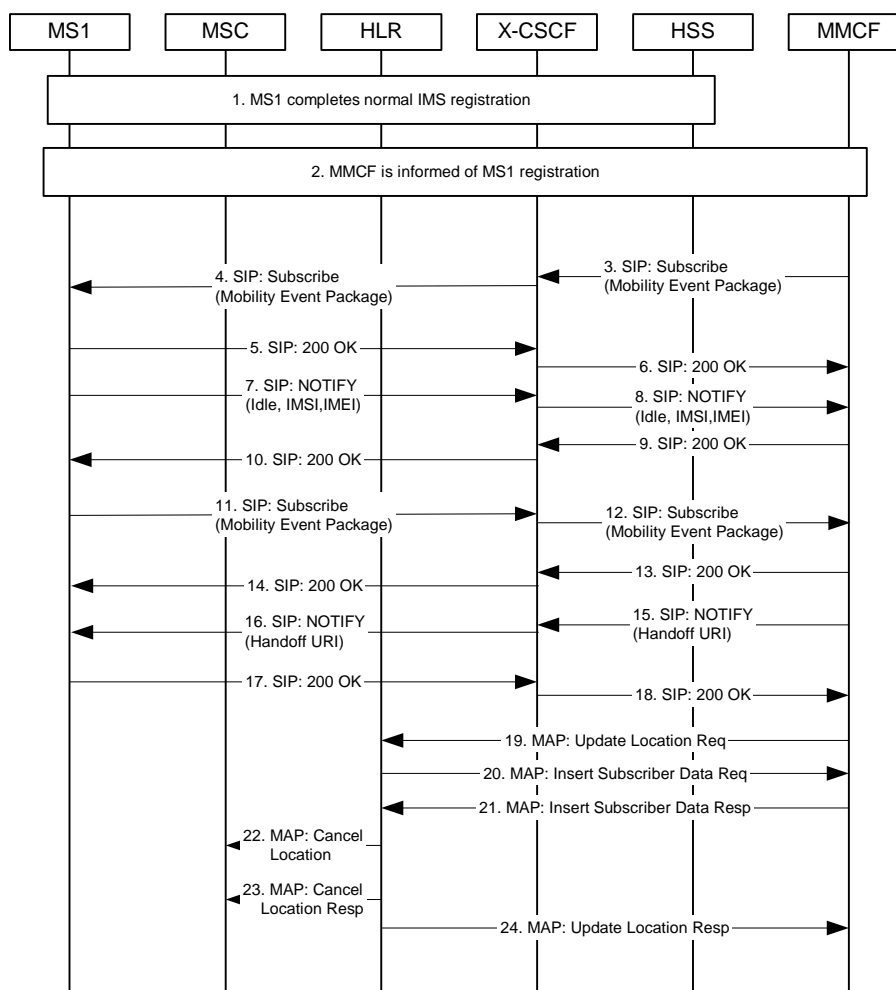 MS1
MSC
HLR
X-CSCF
HSS
MMCF
1. MS1 completes normal IMS registration
2. MMCF is informed of MS1 registration
3. SIP: Subscribe
(Mobility Event Package)
4. SIP: Subscribe
(Mobility Event Package)
5. SIP: 200 OK
6. SIP: 200 OK
7. SIP: NOTIFY
(Idle, IMSI,IMEI)
8. SIP: NOTIFY
(Idle, IMSI,IMEI)
9. SIP: 200 OK
10. SIP: 200 OK
11. SIP: Subscribe
(Mobility Event Package)
12. SIP: Subscribe
(Mobility Event Package)
13. SIP: 200 OK
14. SIP: 200 OK
15. SIP: NOTIFY
(Handoff URI)
16. SIP: NOTIFY
(Handoff URI)
17. SIP: 200 OK
18. SIP: 200 OK
19. MAP: Update Location Req
20. MAP: Insert Subscriber Data Req
21. MAP: Insert Subscriber Data Resp
22. MAP: Cancel
Location
23. MAP: Cancel
Location Resp
24. MAP: Update Location Resp